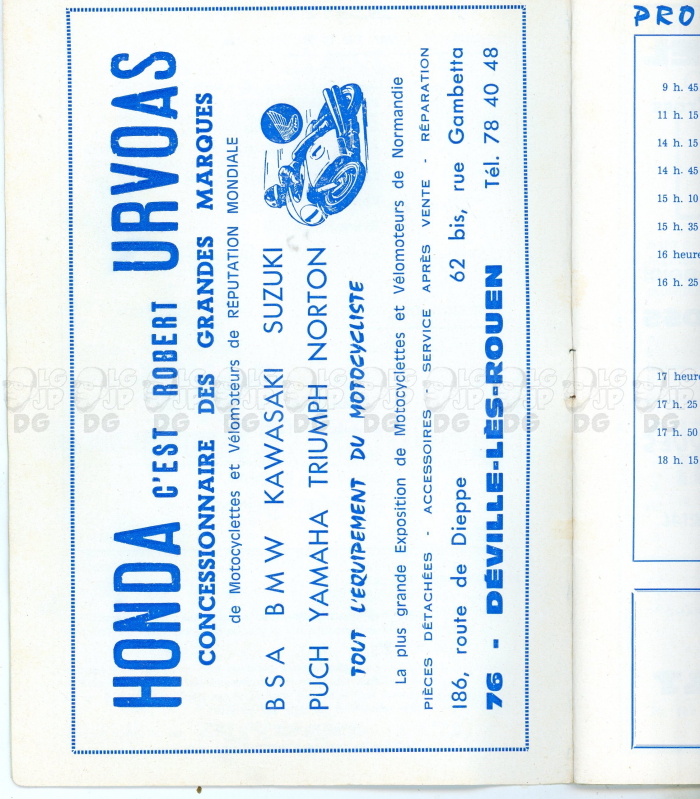 HONDA C'EST ROBERT URVOAS
CONCESSIONNAIRE DES GRANDES MARQUES
de Motocyclettes et Vélomoteurs de RÉPUTATION MONDIALE
BSA BMW KAWASAKI SUZUKI
PUCH YAMAHA TRIUMPH NORTON
TOUT L'EQUIPEMENT DU MOTOCYCLISTE
La plus grande Exposition de Motocyclettes et Vélomoteurs de Normandie
PIÈCES DÉTACHÉES - ACCESSOIRES - SERVICE APRÈS VENTE - RÉPARATION
186, route de Dieppe 62 bis, rue Gambetta
76 - DÉVILLE-LÈS-ROUEN Tél. 78 40 48
PRO
9 h. 45
11 h. 15
14 h. 15
14 h. 45
15 h. 10
15 h. 35
16 heure
16 h. 25
17 heure
17 h. 25
17 h. 50
18 h. 15